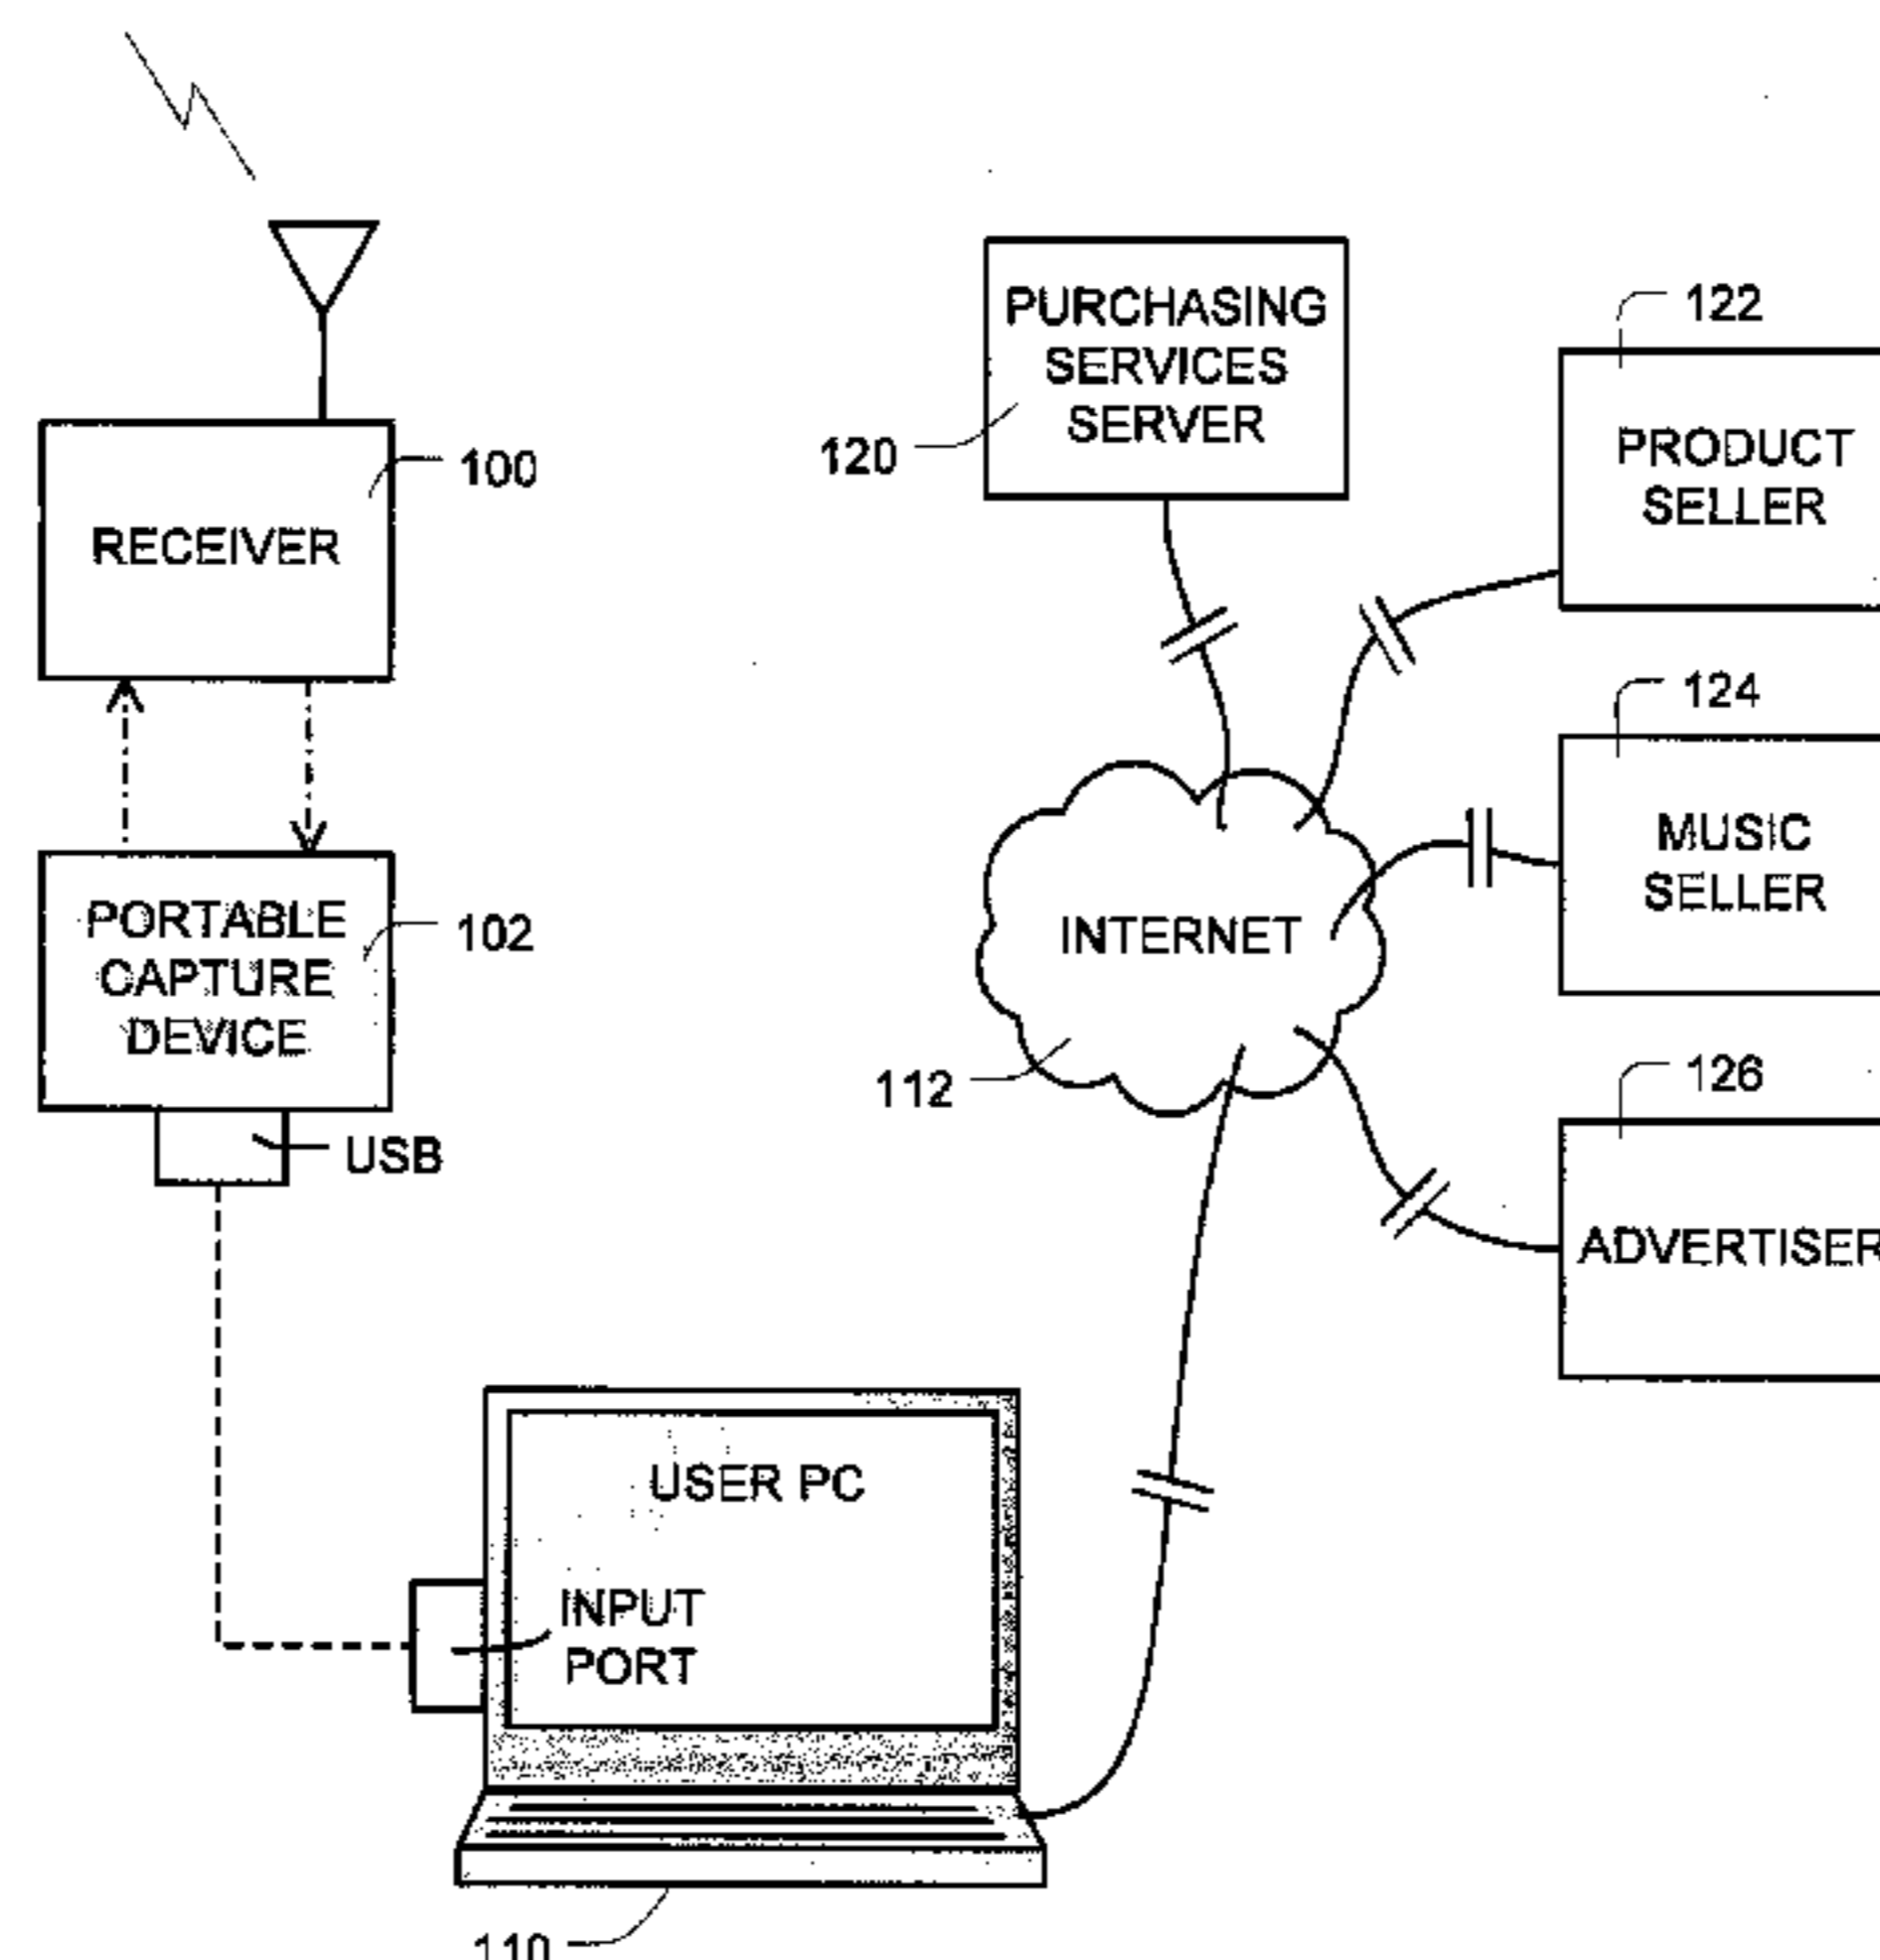 PURCHASING
SERVICES
SERVER
120
122
PRODUCT
SELLER
100
RECEIVER
124
MUSIC
SELLER
PORTABLE
CAPTURE
DEVICE
102
INTERNET
112
USB
126
ADVERTISER
USER PC
INPUT
PORT
110